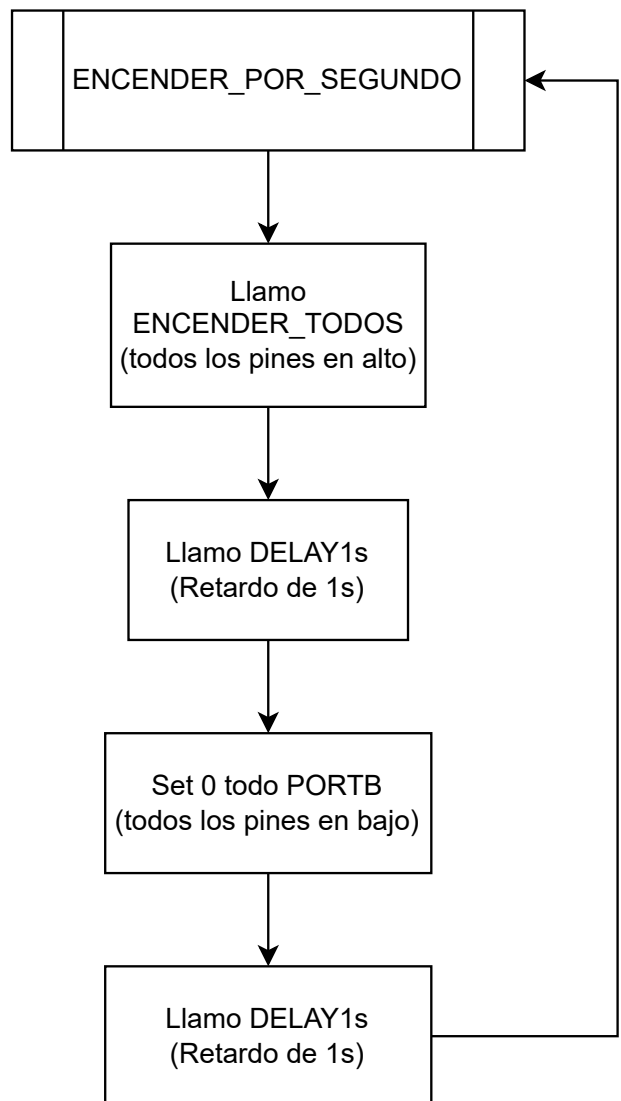 ENCENDER_POR_SEGUNDO
Llamo
ENCENDER_TODOS
(todos los pines en alto)
Llamo DELAY1s
(Retardo de 1s)
Set 0 todo PORTB
(todos los pines en bajo)
Llamo DELAY1s
(Retardo de 1s)